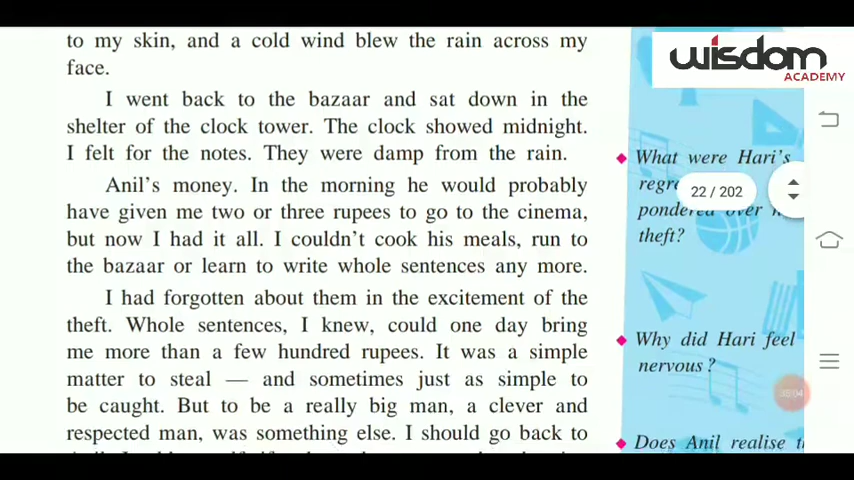 to my skin, and a cold wind blew the rain across my
face.
I went back to the bazaar and sat down in the
shelter of the clock tower. The clock showed midnight.
I felt for the notes. They were damp from the rain.
Anil's money. In the morning he would probably
have given me two or three rupees to go to the cinema,
but now I had it all. I couldn't cook his meals, run to
the bazaar or learn to write whole sentences any more.
I had forgotten about them in the excitement of the
theft. Whole sentences, I knew, could one day bring
me more than a few hundred rupees. It was a simple
matter to steal — and sometimes just as simple to
be caught. But to be a really big man, a clever and
respected man, was something else. I should go back to
wisdom
ACADEMY
What were Hari's
22 / 202
pondered over
theft?
Why did Hari feel
nervous?
Does Anil realise